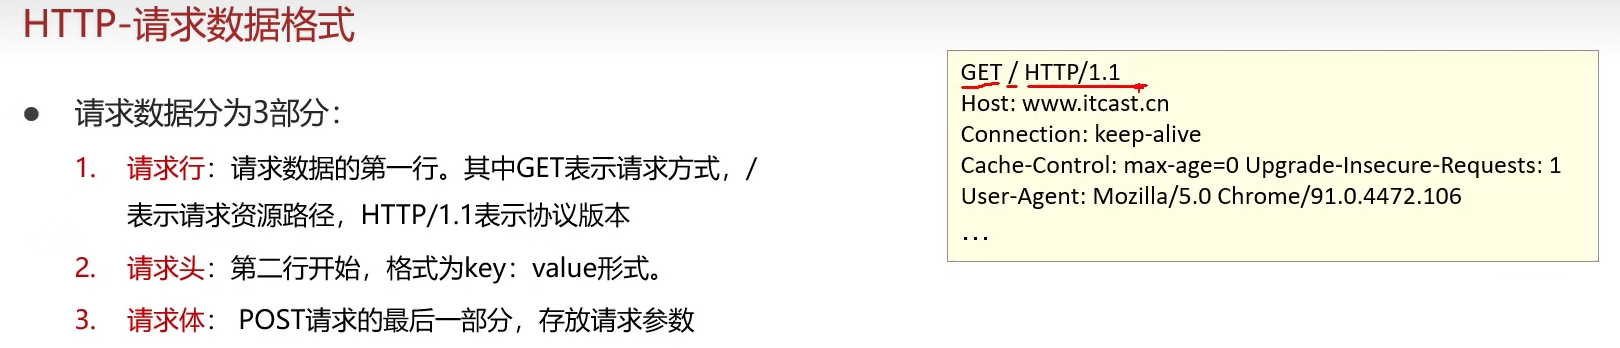 HTTP-请求数据格式
● 请求数据分为3部分：
1. 请求行：请求数据的第一行。其中GET表示请求方式，/
表示请求资源路径，HTTP/1.1表示协议版本
2. 请求头：第二行开始，格式为key：value形式。
3. 请求体： POST请求的最后一部分，存放请求参数
GET / HTTP/1.1
Host: www.itcast.cn
Connection: keep-alive
Cache-Control: max-age=0 Upgrade-Insecure-Requests: 1
User-Agent: Mozilla/5.0 Chrome/91.0.4472.106
…